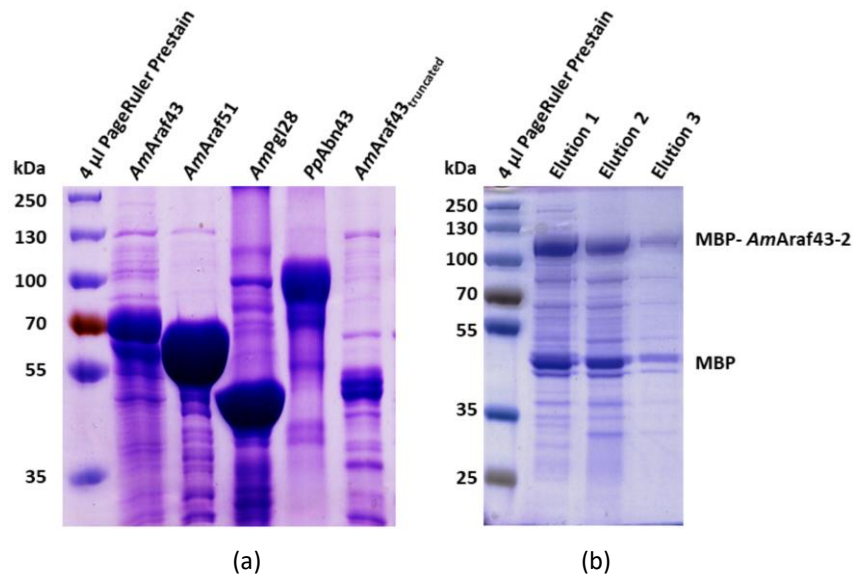 4 µl PageRuler Prestain
AmAraf43
AmAraf51
AmPgl28
PpAbn43
AmAraf43truncated
kDa
250
130
100
70
55
35
(a)
4 µl PageRuler Prestain
Elution 1
Elution 2
Elution 3
kDa
250
130
100
70
55
35
25
MBP- AmAraf43-2
MBP
(b)